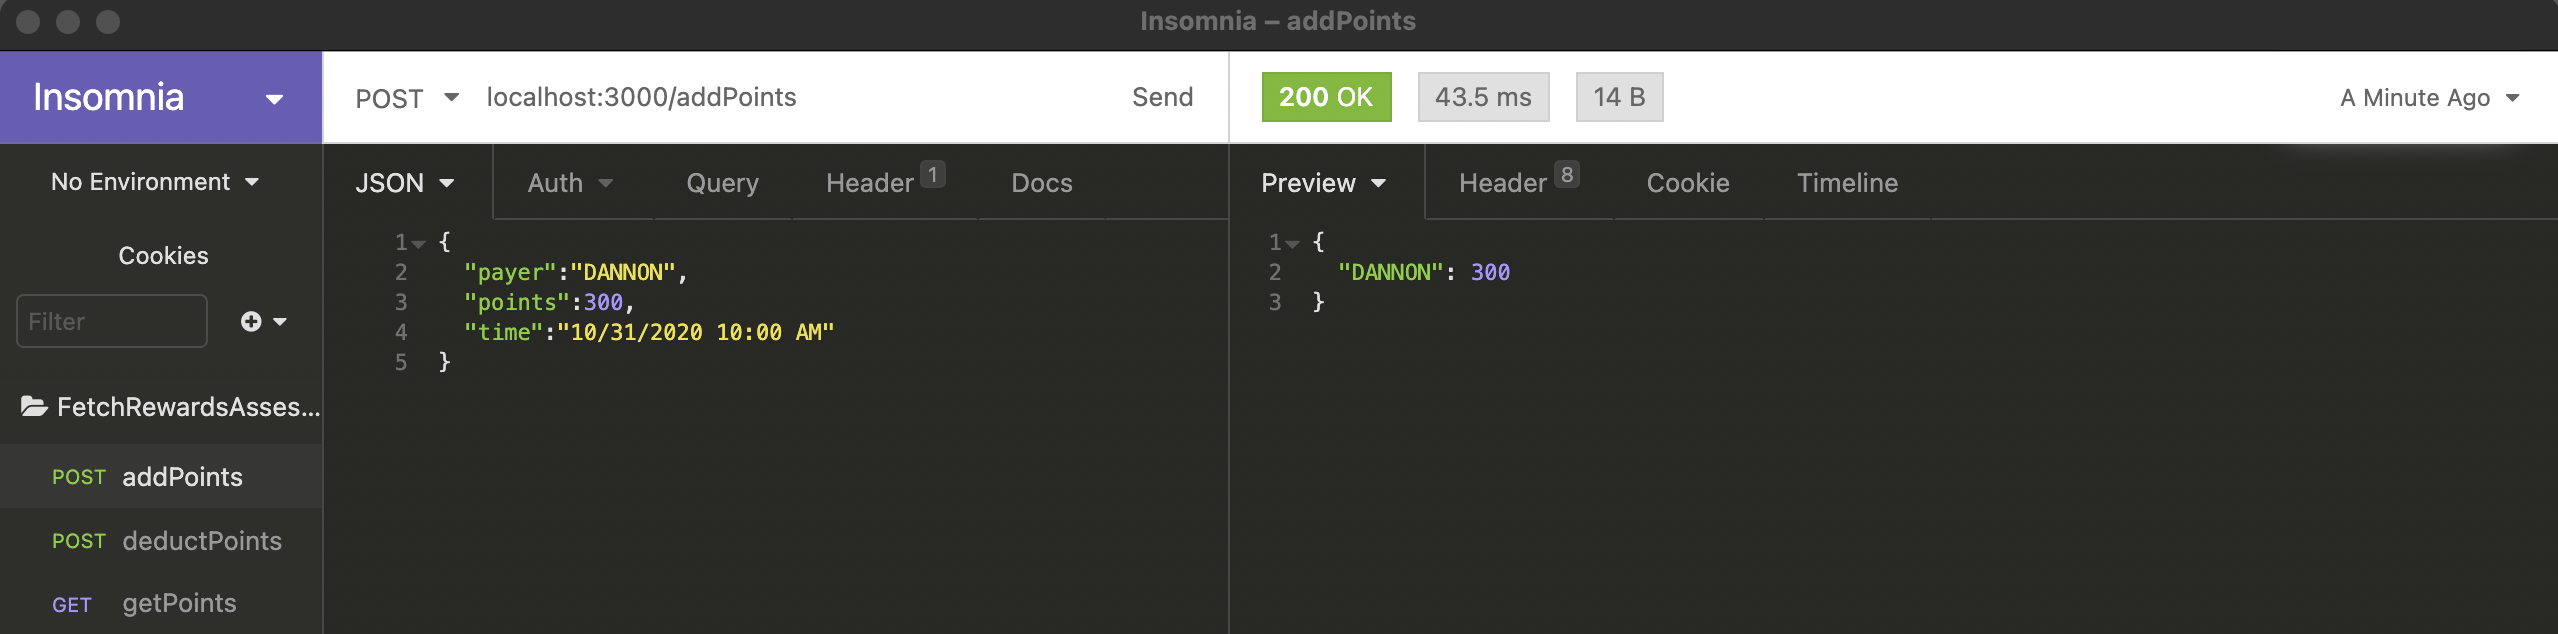 Insomnia – addPoints
Insomnia
POST localhost:3000/addPoints Send
200 OK 43.5 ms 14 B A Minute Ago
No Environment
Cookies
Filter
FetchRewardsAsses...
POST addPoints
POST deductPoints
GET getPoints
JSON Auth Query Header 1 Docs
1 {
2 "payer":"DANNON",
3 "points":300,
4 "time":"10/31/2020 10:00 AM"
5 }
Preview Header 8 Cookie Timeline
1 {
2 "DANNON": 300
3 }